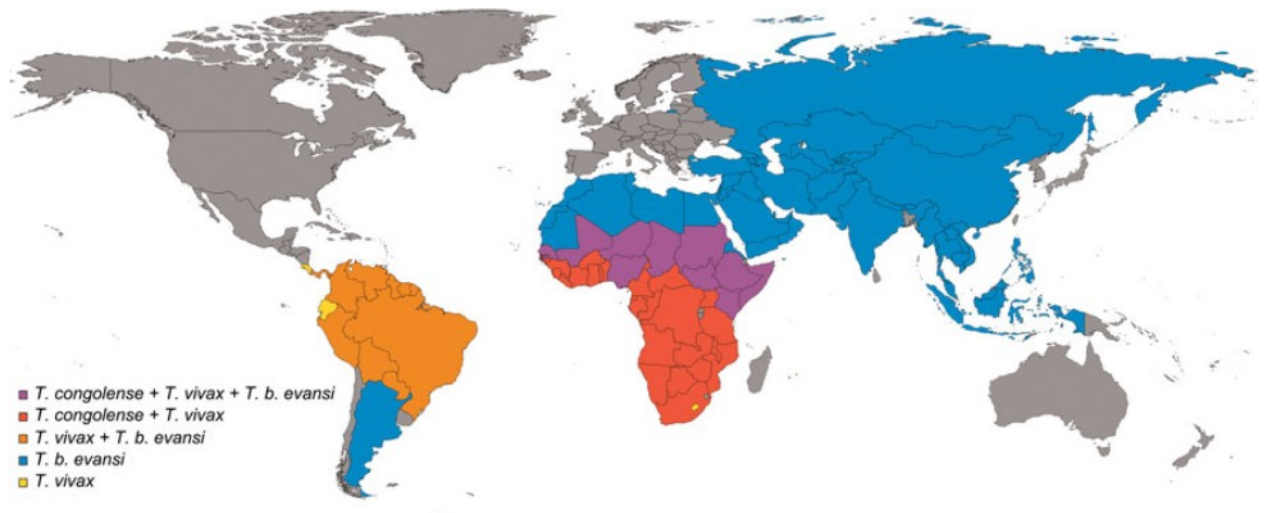 T. congolense + T. vivax + T. b. evansi
T. congolense + T. vivax
T. vivax + T. b. evansi
T. b. evansi
T. vivax